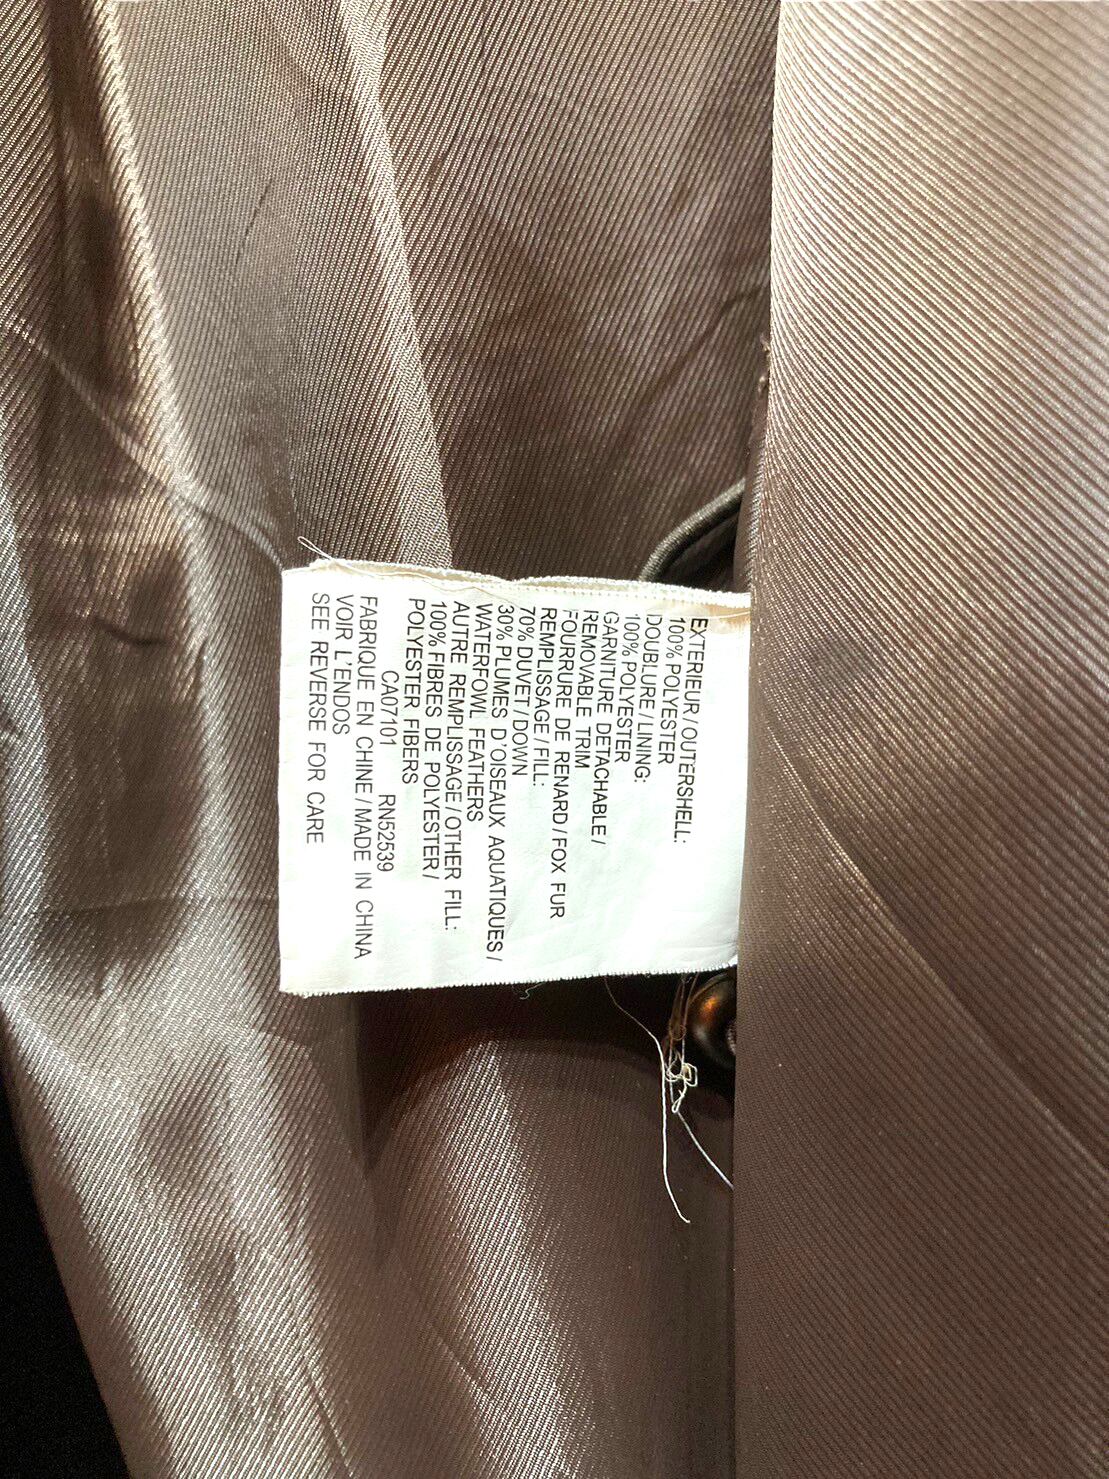 EXTERIEUR/OUTERSHELL:
100% POLYESTER
DOUBLURE/LINING:
100% POLYESTER
GARNITURE DETACHABLE/
REMOVABLE TRIM
FOURRURE DE RENARD/FOX FUR
REMPLISSAGE/FILL:
70% DUVET/DOWN
30% PLUMES D'OISEAUX AQUATIQUES/
WATERFOWL FEATHERS
AUTRE REMPLISSAGE/OTHER FILL:
100% FIBRES DE POLYESTER/
POLYESTER FIBERS
CA07101 RN52539
FABRIQUE EN CHINE/MADE IN CHINA
VOIR L'ENDOS
SEE REVERSE FOR CARE